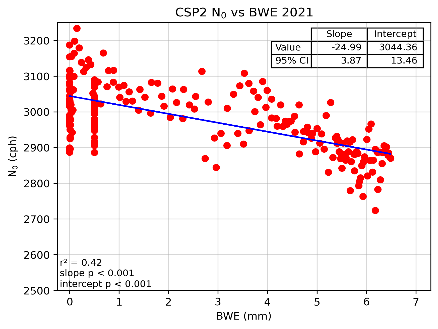 CSP2 N₀ vs BWE 2021
Slope Intercept
Value -24.99 3044.36
95% CI 3.87 13.46
3200
3100
3000
2900
2800
2700
2600
2500
N₀ (cph)
r² = 0.42
slope p < 0.001
intercept p < 0.001
0 1 2 3 4 5 6 7
BWE (mm)